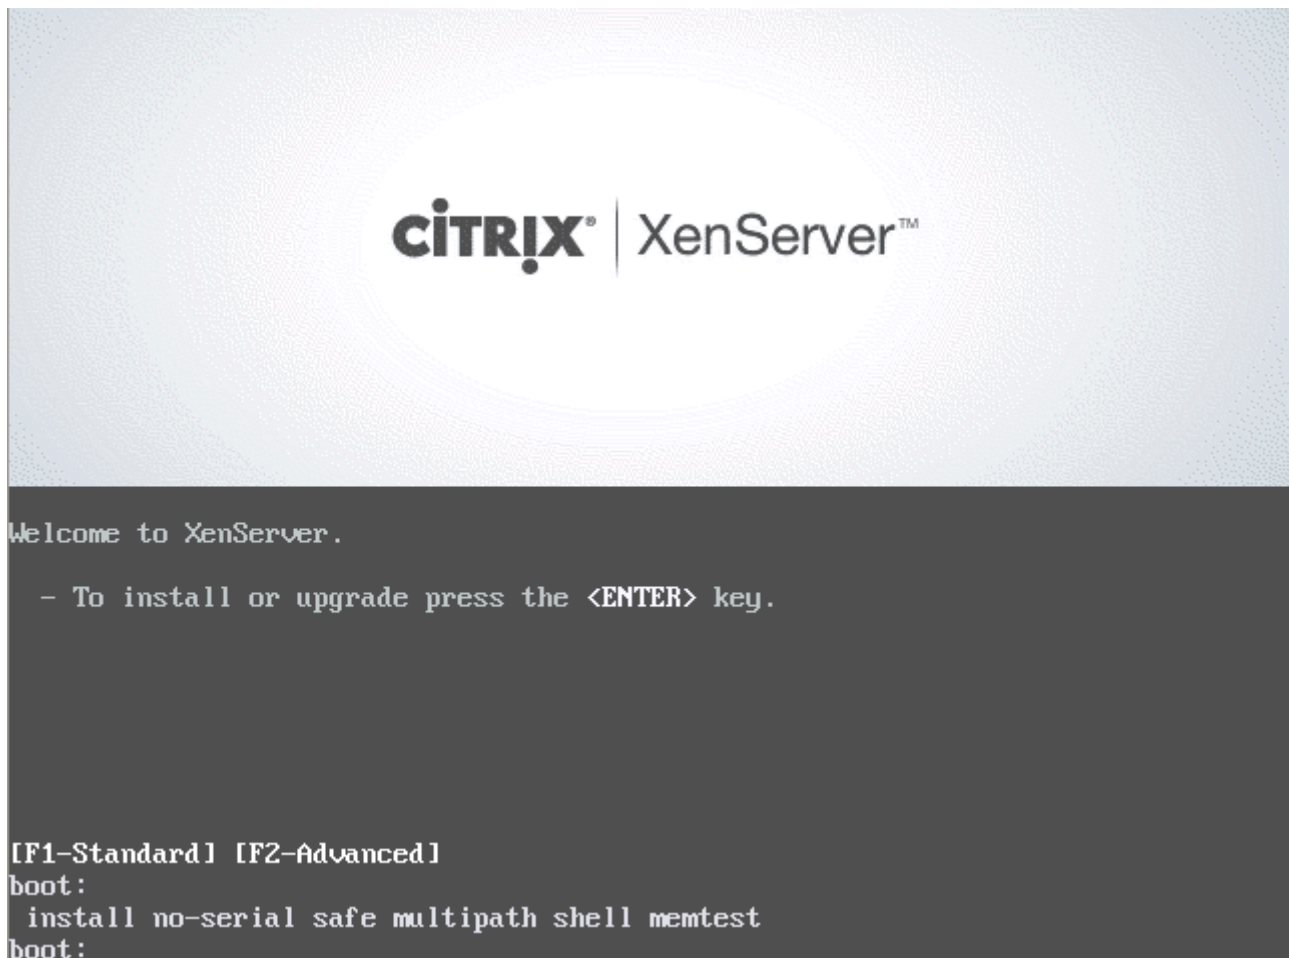 CiTRIX® | XenServer™
Welcome to XenServer.
- To install or upgrade press the <ENTER> key.
[F1-Standard] [F2-Advanced]
boot:
install no-serial safe multipath shell memtest
boot: